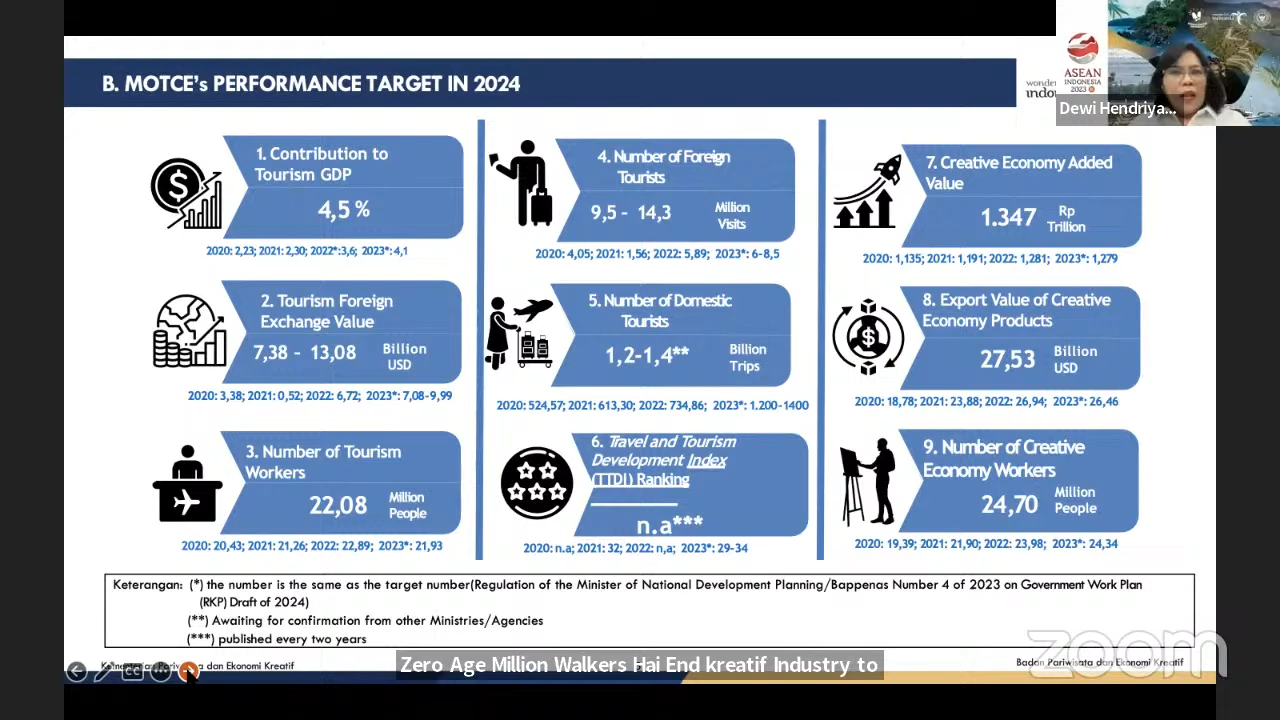 B. MOTCE's PERFORMANCE TARGET IN 2024
ASEAN
INDONESIA
2023
Dewi Hendriya...
1. Contribution to
Tourism GDP
4,5 %
2020: 2,23; 2021: 2,30; 2022*:3,6; 2023*: 4,1
2. Tourism Foreign
Exchange Value
7,38 - 13,08 Billion
USD
2020: 3,38; 2021: 0,52; 2022: 6,72; 2023*: 7,08-9,99
3. Number of Tourism
Workers
22,08 Million
People
2020: 20,43; 2021: 21,26; 2022: 22,89; 2023*: 21,93
4. Number of Foreign
Tourists
9,5 - 14,3 Million
Visits
2020: 4,05; 2021: 1,56; 2022: 5,89; 2023*: 6-8,5
5. Number of Domestic
Tourists
1,2-1,4** Billion
Trips
2020: 524,57; 2021: 613,30; 2022: 734,86; 2023*: 1.200-1400
6. Travel and Tourism
Development Index
(TTDI) Ranking
n.a***
2020: n.a; 2021: 32; 2022: n,a; 2023*: 29-34
7. Creative Economy Added
Value
1.347 Rp
Trillion
2020: 1,135; 2021: 1,191; 2022: 1,281; 2023*: 1,279
8. Export Value of Creative
Economy Products
27,53 Billion
USD
2020: 18,78; 2021: 23,88; 2022: 26,94; 2023*: 26,46
9. Number of Creative
Economy Workers
24,70 Million
People
2020: 19,39; 2021: 21,90; 2022: 23,98; 2023*: 24,34
Keterangan: (*) the number is the same as the target number(Regulation of the Minister of National Development Planning/Bappenas Number 4 of 2023 on Government Work Plan
(RKP) Draft of 2024)
(**) Awaiting for confirmation from other Ministries/Agencies
(***) published every two years
dan Ekonomi Kreatif
Badan Pariwisata dan Ekonomi Kreatif
CC
zoom
Zero Age Million Walkers Hai End kreatif Industry to